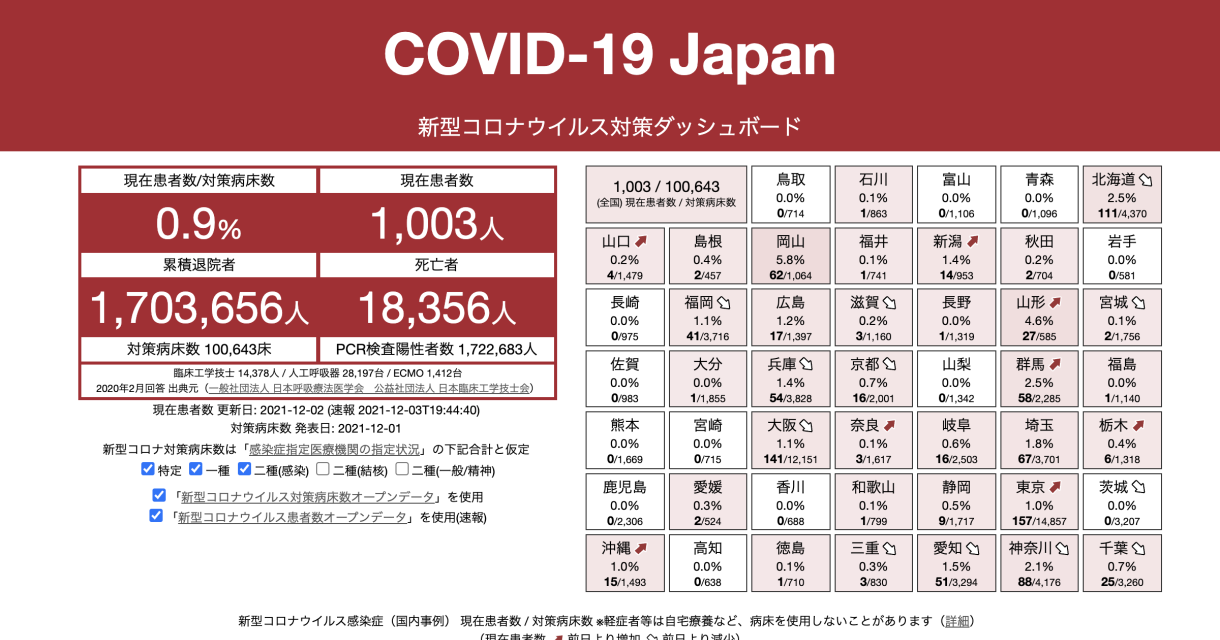 COVID-19 Japan
新型コロナウイルス対策ダッシュボード
現在患者数/対策病床数
現在患者数
0.9%
1,003人
累積退院者
死亡者
1,703,656人
18,356人
対策病床数 100,643床
PCR検査陽性者数 1,722,683人
臨床工学技士 14,378人 / 人工呼吸器 28,197台 / ECMO 1,412台
2020年2月回答 出典元（一般社団法人 日本呼吸療法医学会　公益社団法人 日本臨床工学技士会）
現在患者数 更新日: 2021-12-02 (速報 2021-12-03T19:44:40)
対策病床数 発表日: 2021-12-01
新型コロナ対策病床数は「感染症指定医療機関の指定状況」の下記合計と仮定
特定 一種 二種(感染) 二種(結核) 二種(一般/精神)
「新型コロナウイルス対策病床数オープンデータ」を使用
「新型コロナウイルス患者数オープンデータ」を使用(速報)
1,003 / 100,643
(全国) 現在患者数 / 対策病床数
鳥取
0.0%
0/714
石川
0.1%
1/863
富山
0.0%
0/1,106
青森
0.0%
0/1,096
北海道
2.5%
111/4,370
山口
0.2%
4/1,479
島根
0.4%
2/457
岡山
5.8%
62/1,064
福井
0.1%
1/741
新潟
1.4%
14/953
秋田
0.2%
2/704
岩手
0.0%
0/581
長崎
0.0%
0/975
福岡
1.1%
41/3,716
広島
1.2%
17/1,397
滋賀
0.2%
3/1,160
長野
0.0%
1/1,319
山形
4.6%
27/585
宮城
0.1%
2/1,756
佐賀
0.0%
0/983
大分
0.0%
1/1,855
兵庫
1.4%
54/3,828
京都
0.7%
16/2,001
山梨
0.0%
0/1,342
群馬
2.5%
58/2,285
福島
0.0%
1/1,140
熊本
0.0%
0/1,669
宮崎
0.0%
0/715
大阪
1.1%
141/12,151
奈良
0.1%
3/1,617
岐阜
0.6%
16/2,503
埼玉
1.8%
67/3,701
栃木
0.4%
6/1,318
鹿児島
0.0%
0/2,306
愛媛
0.3%
2/524
香川
0.0%
0/688
和歌山
0.1%
1/799
静岡
0.5%
9/1,717
東京
1.0%
157/14,857
茨城
0.0%
0/3,207
沖縄
1.0%
15/1,493
高知
0.0%
0/638
徳島
0.1%
1/710
三重
0.3%
3/830
愛知
1.5%
51/3,294
神奈川
2.1%
88/4,176
千葉
0.7%
25/3,260
新型コロナウイルス感染症（国内事例） 現在患者数 / 対策病床数 ※軽症者等は自宅療養など、病床を使用しないことがあります（詳細）
（現在患者数 前日より増加 前日より減少）